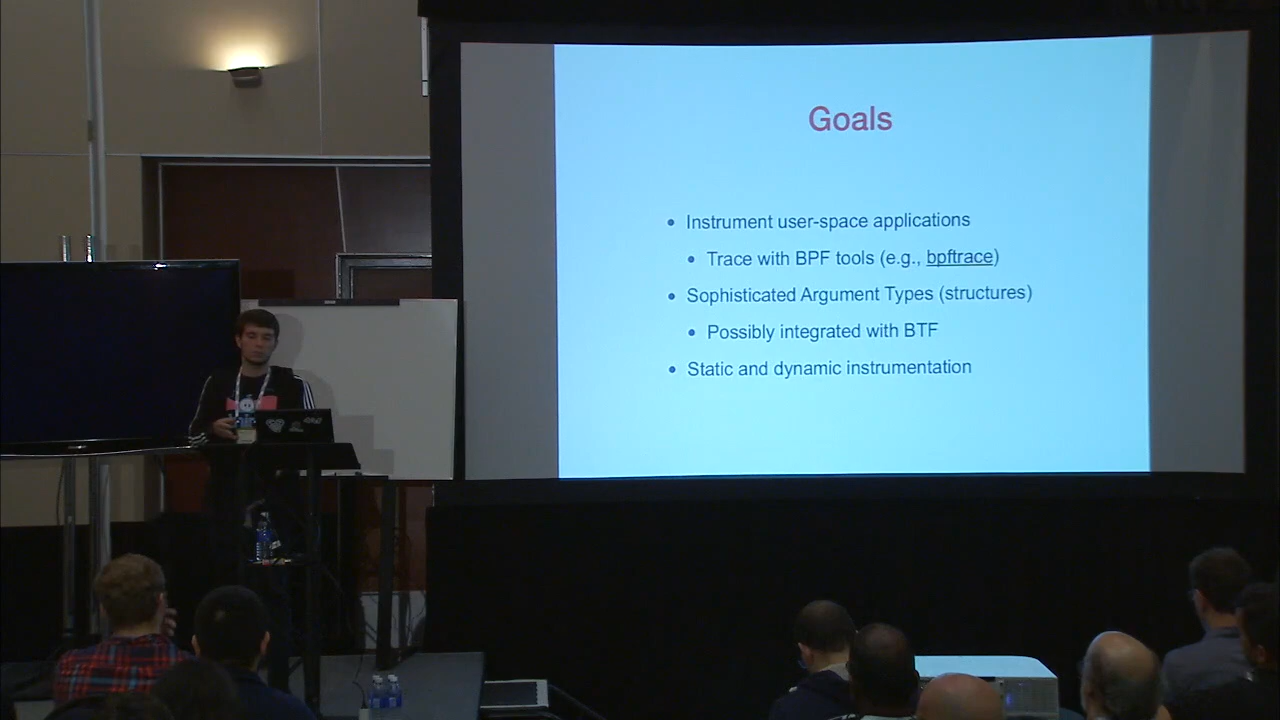 Goals
• Instrument user-space applications
• Trace with BPF tools (e.g., bpftrace)
• Sophisticated Argument Types (structures)
• Possibly integrated with BTF
• Static and dynamic instrumentation